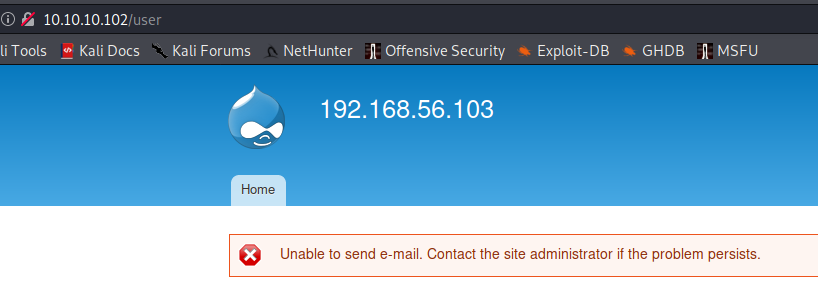 10.10.10.102/user
li Tools Kali Docs Kali Forums NetHunter Offensive Security Exploit-DB GHDB MSFU
192.168.56.103
Home
Unable to send e-mail. Contact the site administrator if the problem persists.